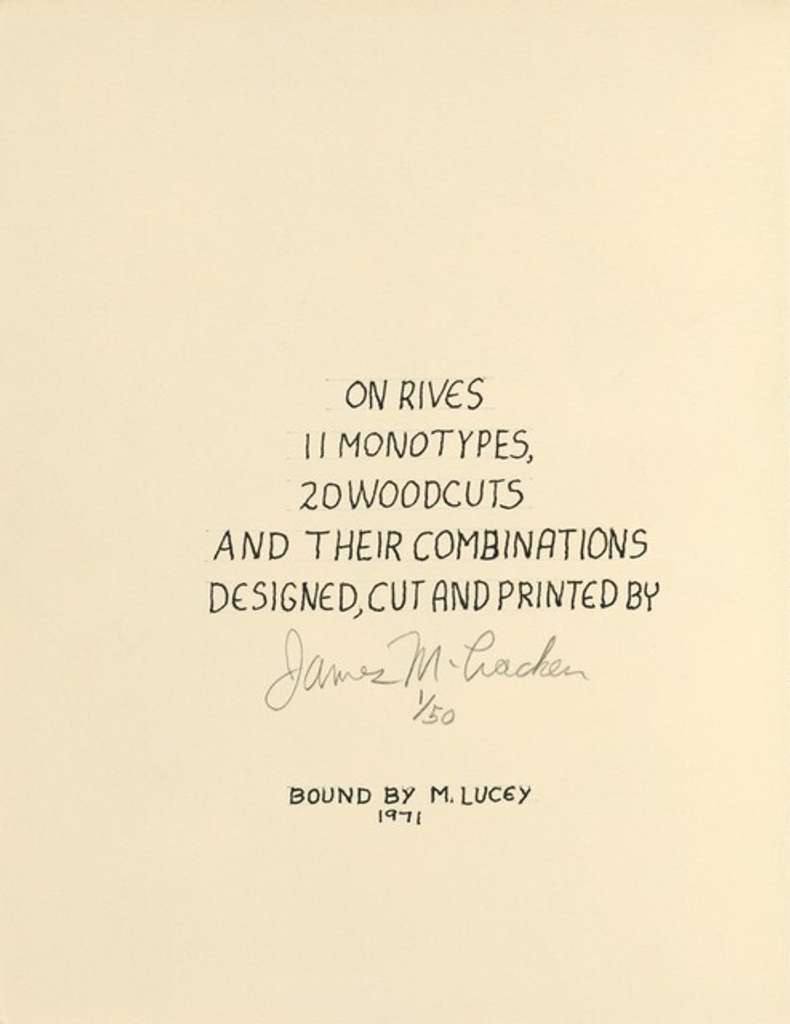 ON RIVES
11 MONOTYPES,
20 WOODCUTS
AND THEIR COMBINATIONS
DESIGNED, CUT AND PRINTED BY
James McCracken
1/50
BOUND BY M. LUCEY
1971